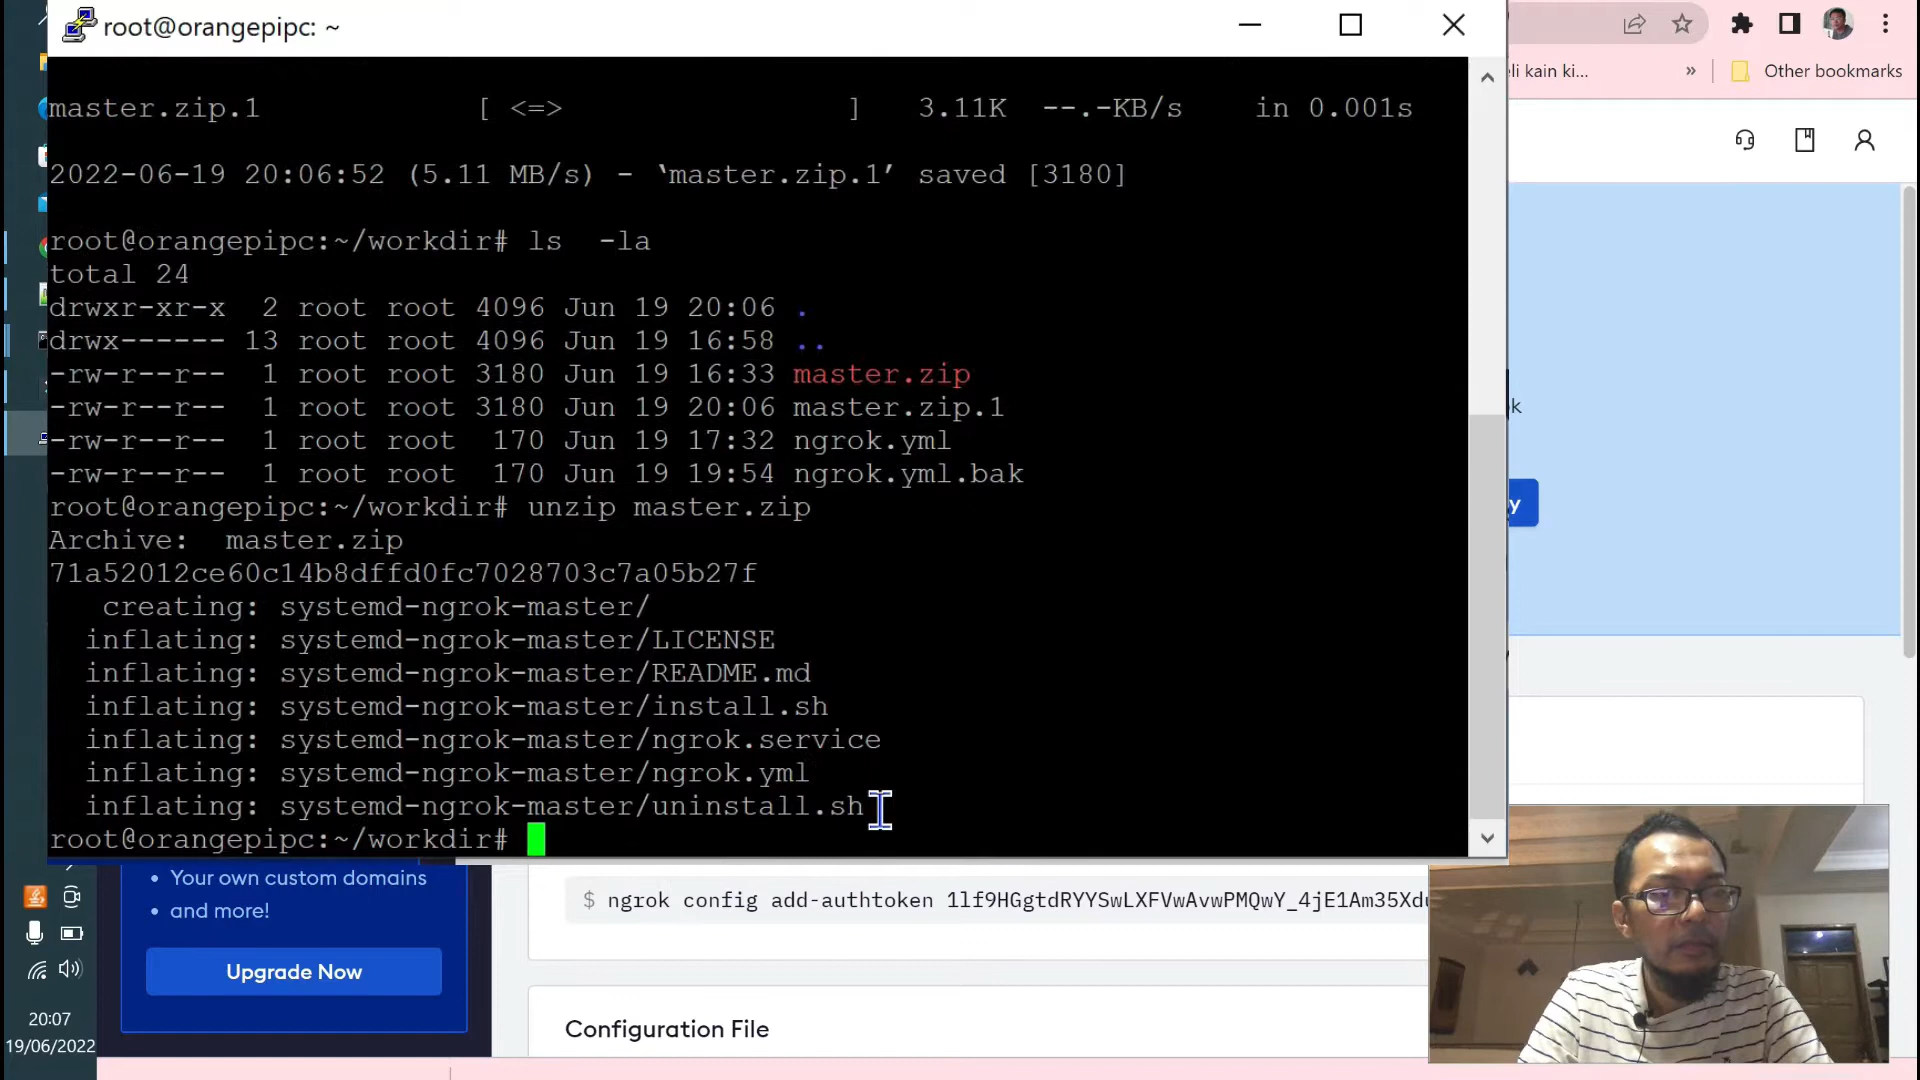 root@orangepipc: ~
master.zip.1 [ <=> ] 3.11K --.-KB/s in 0.001s
2022-06-19 20:06:52 (5.11 MB/s) - ‘master.zip.1’ saved [3180]
root@orangepipc:~/workdir# ls  -la
total 24
drwxr-xr-x  2 root root 4096 Jun 19 20:06 .
drwx------ 13 root root 4096 Jun 19 16:58 ..
-rw-r--r--  1 root root 3180 Jun 19 16:33 master.zip
-rw-r--r--  1 root root 3180 Jun 19 20:06 master.zip.1
-rw-r--r--  1 root root  170 Jun 19 17:32 ngrok.yml
-rw-r--r--  1 root root  170 Jun 19 19:54 ngrok.yml.bak
root@orangepipc:~/workdir# unzip master.zip
Archive:  master.zip
71a52012ce60c14b8dffd0fc7028703c7a05b27f
creating: systemd-ngrok-master/
inflating: systemd-ngrok-master/LICENSE
inflating: systemd-ngrok-master/README.md
inflating: systemd-ngrok-master/install.sh
inflating: systemd-ngrok-master/ngrok.service
inflating: systemd-ngrok-master/ngrok.yml
inflating: systemd-ngrok-master/uninstall.sh
root@orangepipc:~/workdir#
kain ki...
» Other bookmarks
• Your own custom domains
• and more!
Upgrade Now
$ ngrok config add-authtoken
Configuration File
20:07
19/06/2022